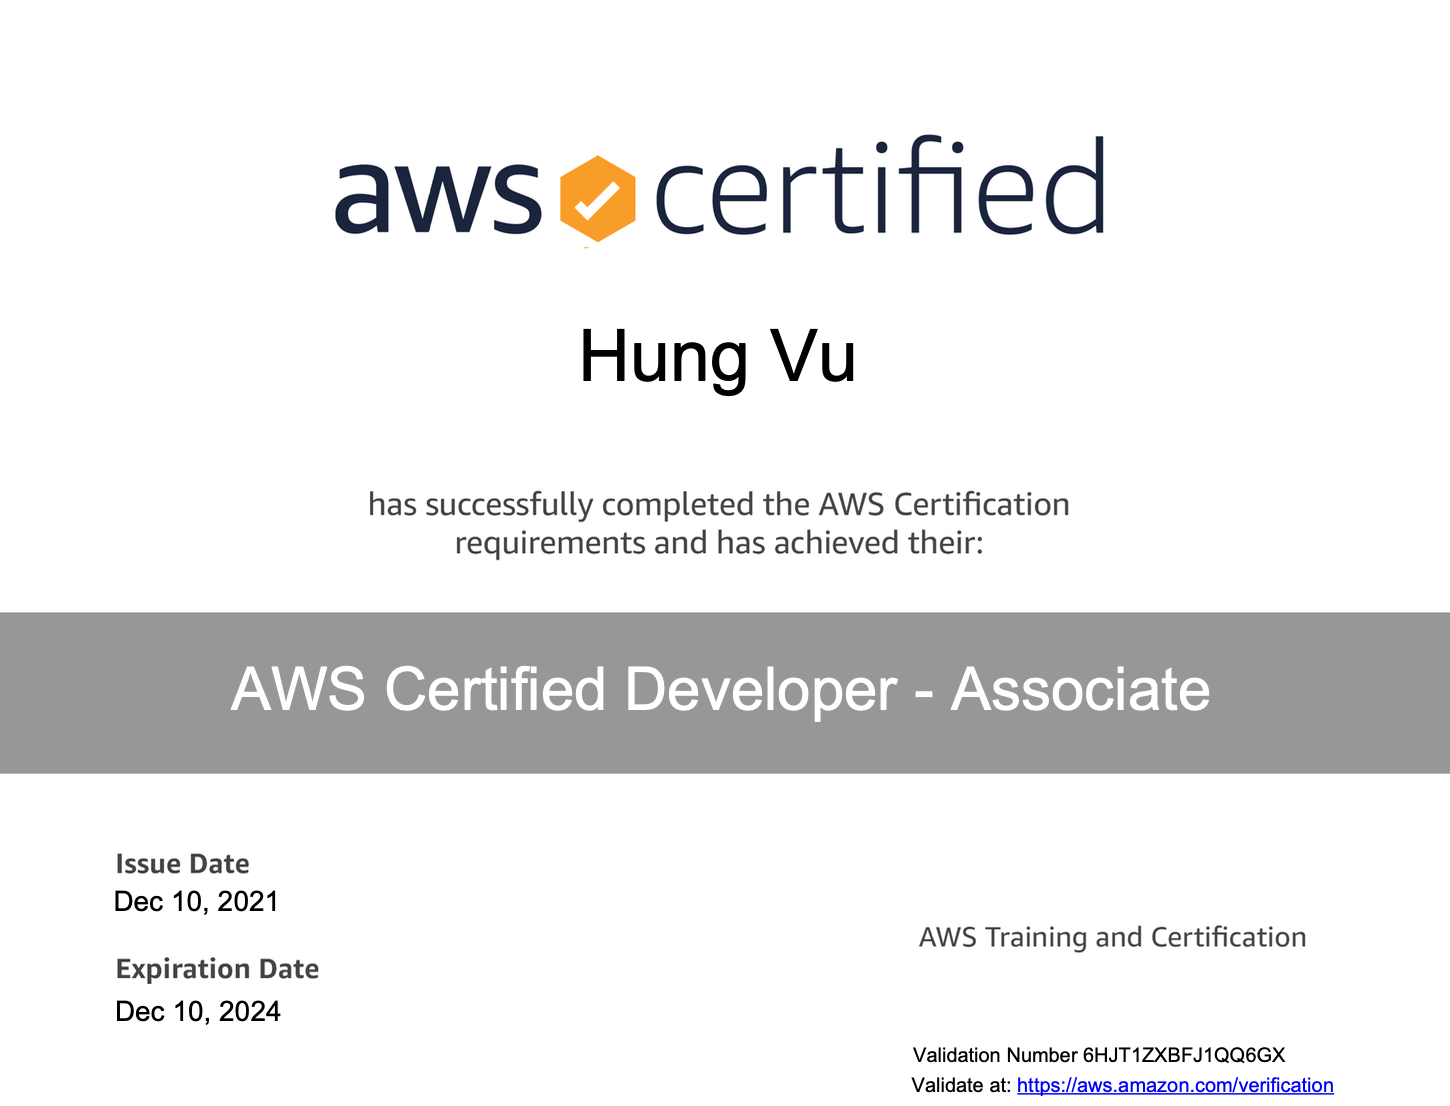 aws certified
Hung Vu
has successfully completed the AWS Certification
requirements and has achieved their:
AWS Certified Developer - Associate
Issue Date
Dec 10, 2021
Expiration Date
Dec 10, 2024
AWS Training and Certification
Validation Number 6HJT1ZXBFJ1QQ6GX
Validate at: https://aws.amazon.com/verification